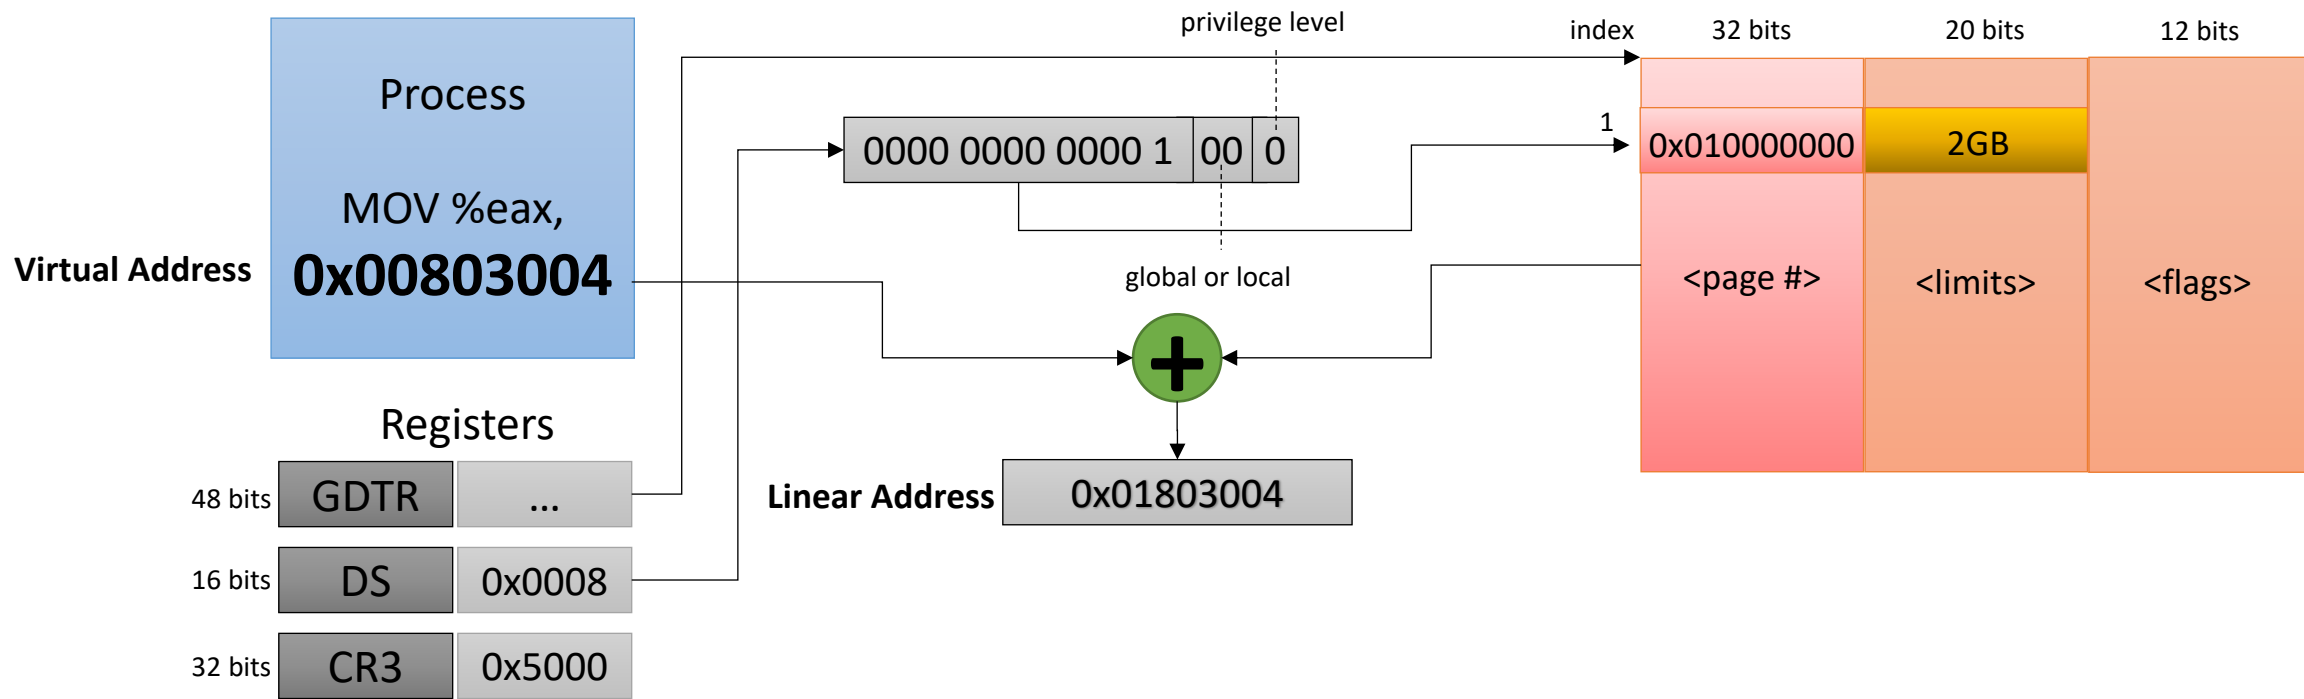 privilege level
index
32 bits
20 bits
12 bits
Process
MOV %eax,
0x00803004
Virtual Address
0000 0000 0000 1
00
0
1
0x010000000
2GB
global or local
<page #>
<limits>
<flags>
+
Registers
48 bits
GDTR
...
Linear Address
0x01803004
16 bits
DS
0x0008
32 bits
CR3
0x5000